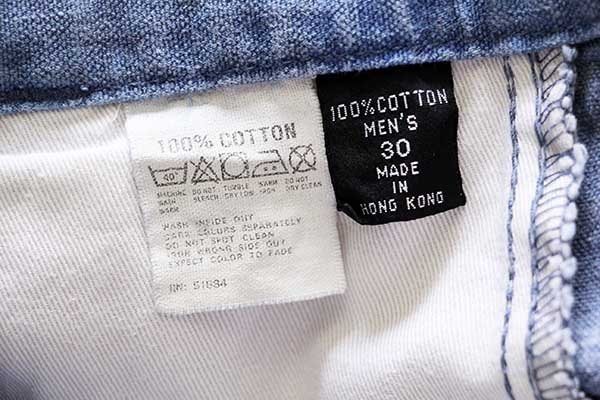 100% COTTON
40°
MACHINE DO NOT TUMBLE WARM DO NOT
WASH BLEACH DRY LOW IRON DRY CLEAN
WARM
WASH INSIDE OUT
DARK COLORS SEPARATELY
DO NOT SPOT CLEAN
IRON WRONG SIDE OUT
EXPECT COLOR TO FADE
RN: 51884
100% COTTON
MEN'S
30
MADE
IN
HONG KONG